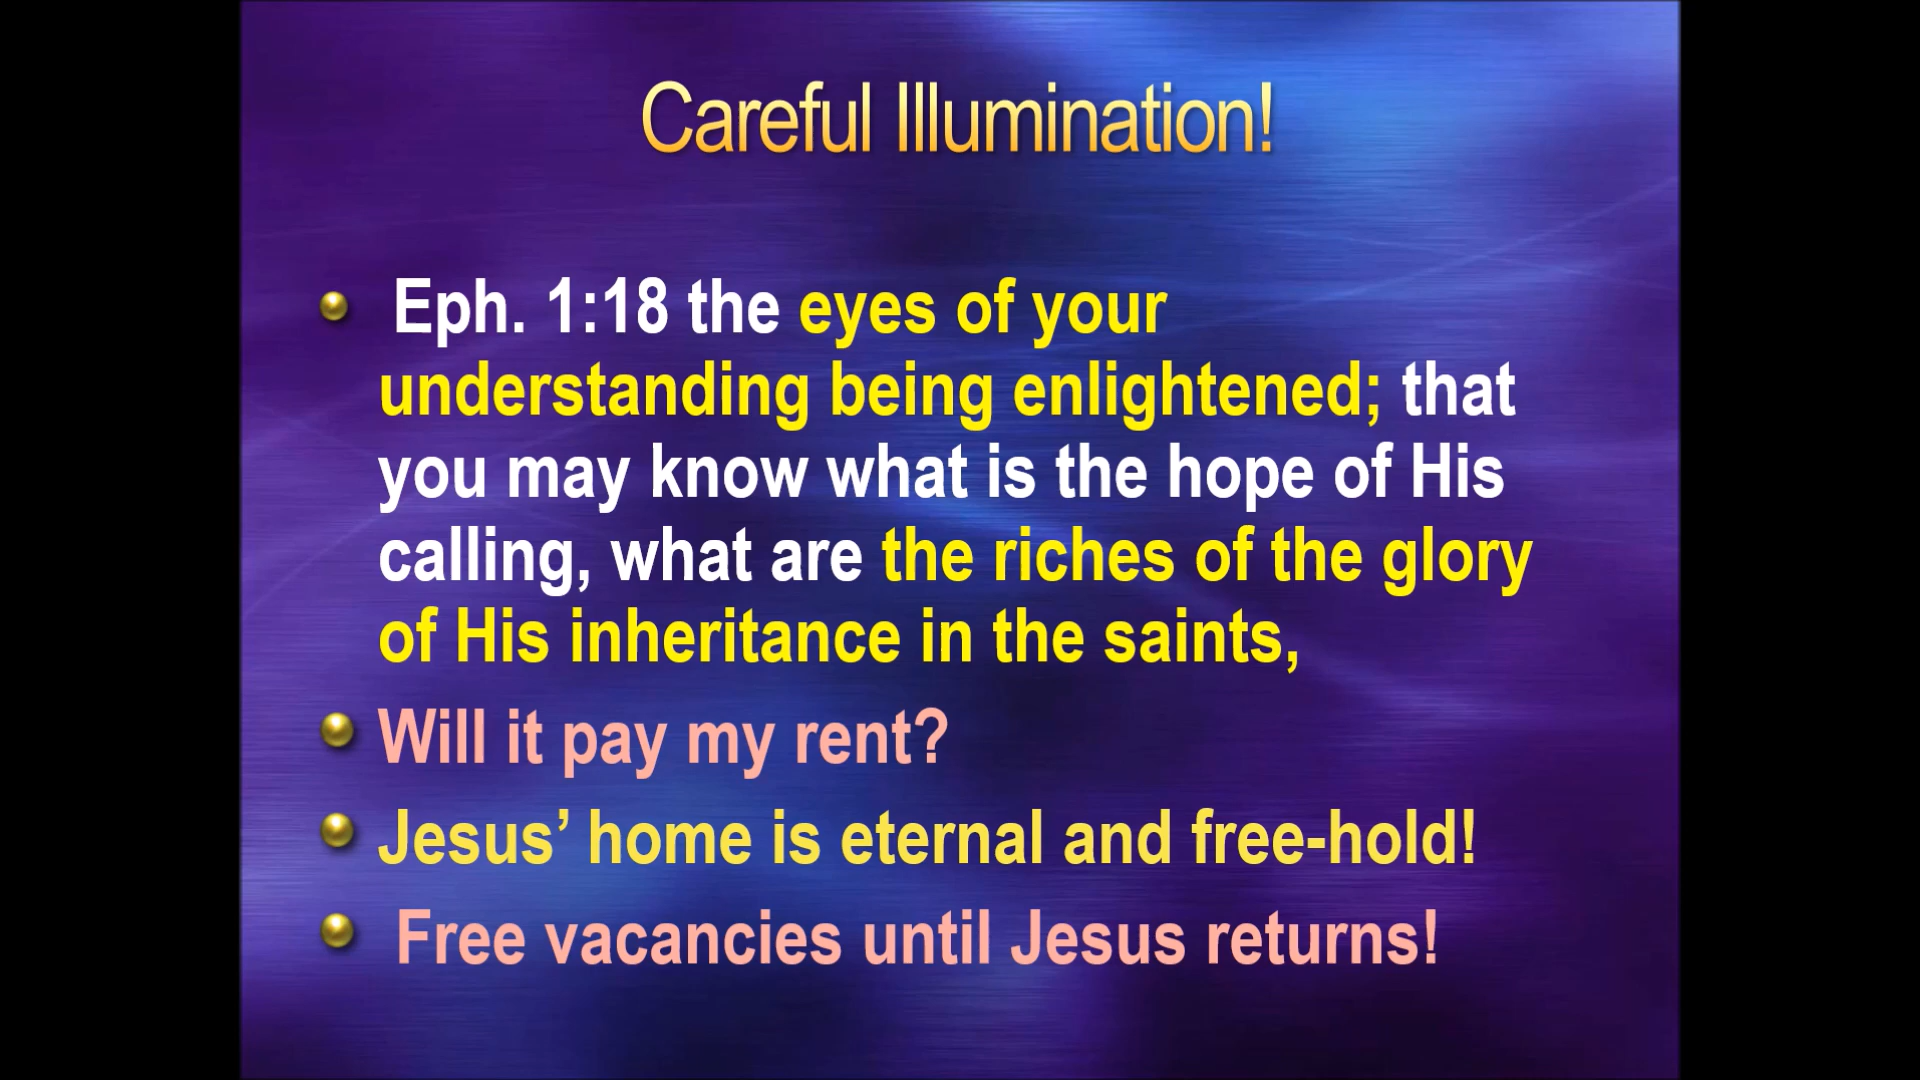 Careful Illumination!
Eph. 1:18 the eyes of your
understanding being enlightened; that
you may know what is the hope of His
calling, what are the riches of the glory
of His inheritance in the saints,
Will it pay my rent?
Jesus’ home is eternal and free-hold!
Free vacancies until Jesus returns!